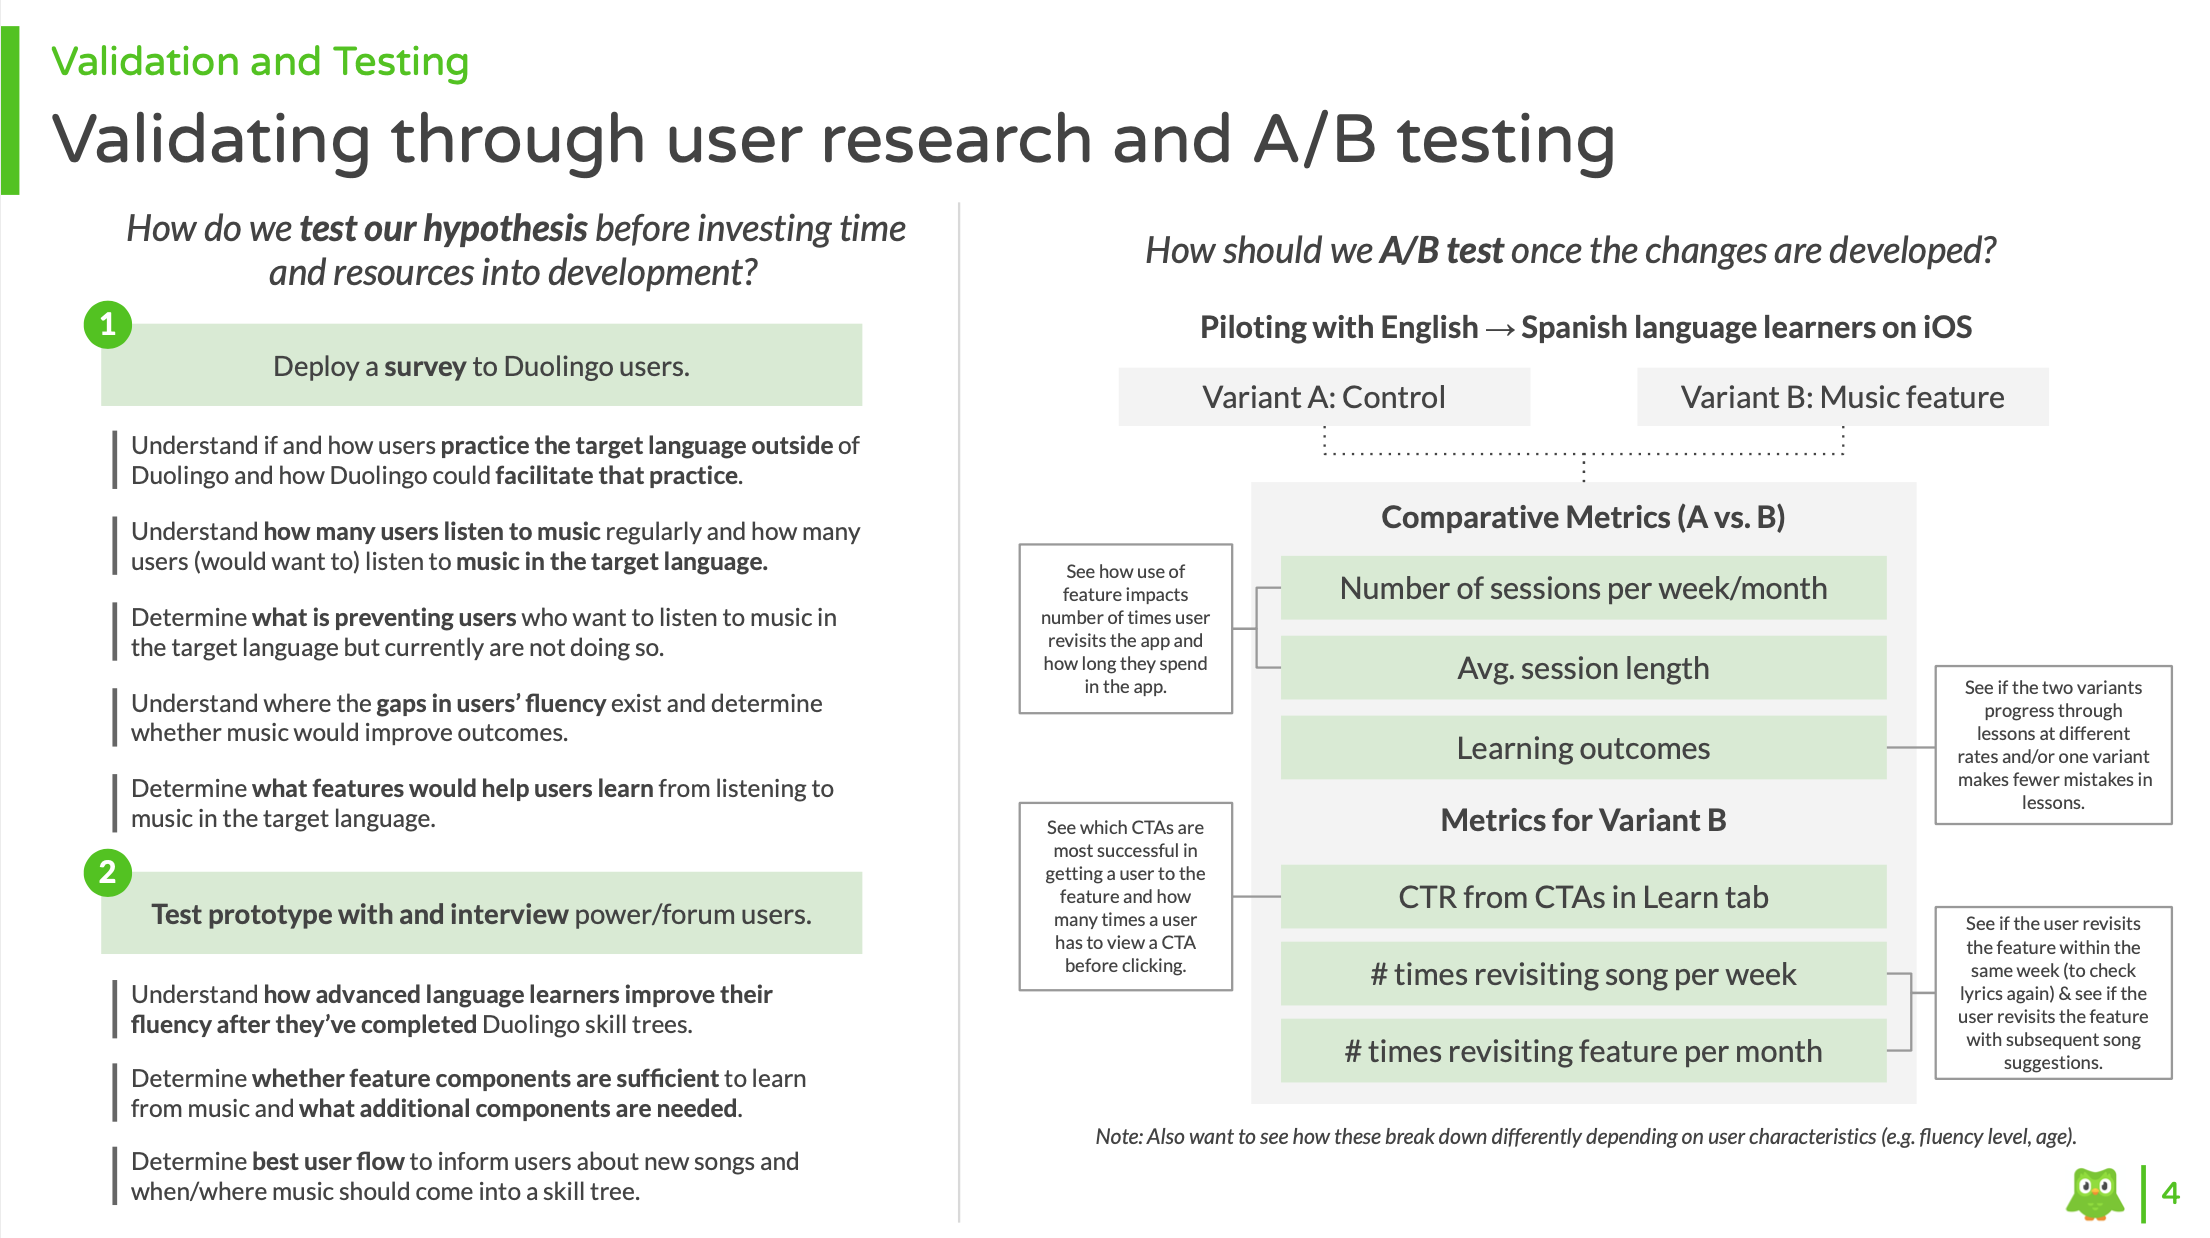 Validation and Testing
Validating through user research and A/B testing
How do we test our hypothesis before investing time
and resources into development?
1
Deploy a survey to Duolingo users.
Understand if and how users practice the target language outside of
Duolingo and how Duolingo could facilitate that practice.
Understand how many users listen to music regularly and how many
users (would want to) listen to music in the target language.
Determine what is preventing users who want to listen to music in
the target language but currently are not doing so.
Understand where the gaps in users’ fluency exist and determine
whether music would improve outcomes.
Determine what features would help users learn from listening to
music in the target language.
2
Test prototype with and interview power/forum users.
Understand how advanced language learners improve their
fluency after they’ve completed Duolingo skill trees.
Determine whether feature components are sufficient to learn
from music and what additional components are needed.
Determine best user flow to inform users about new songs and
when/where music should come into a skill tree.
How should we A/B test once the changes are developed?
Piloting with English → Spanish language learners on iOS
Variant A: Control
Variant B: Music feature
Comparative Metrics (A vs. B)
Number of sessions per week/month
Avg. session length
See how use of
feature impacts
number of times user
revisits the app and
how long they spend
in the app.
Learning outcomes
See if the two variants
progress through
lessons at different
rates and/or one variant
makes fewer mistakes in
lessons.
Metrics for Variant B
CTR from CTAs in Learn tab
See which CTAs are
most successful in
getting a user to the
feature and how
many times a user
has to view a CTA
before clicking.
# times revisiting song per week
# times revisiting feature per month
See if the user revisits
the feature within the
same week (to check
lyrics again) & see if the
user revisits the feature
with subsequent song
suggestions.
Note: Also want to see how these break down differently depending on user characteristics (e.g. fluency level, age).
4